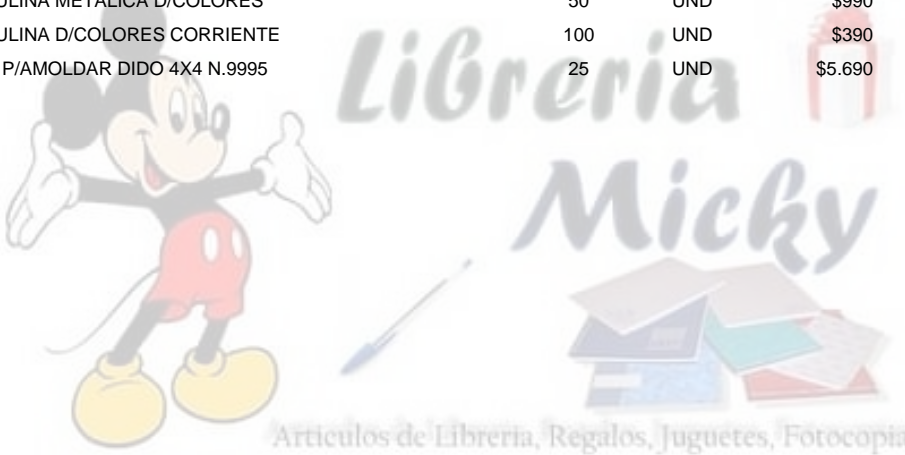 ULINA METALICA D/COLORES 50 UND $990
ULINA D/COLORES CORRIENTE 100 UND $390
P/AMOLDAR DIDO 4X4 N.9995 25 UND $5.690
Libreria
Micky
Articulos de Libreria, Regalos, Juguetes, Fotocopia